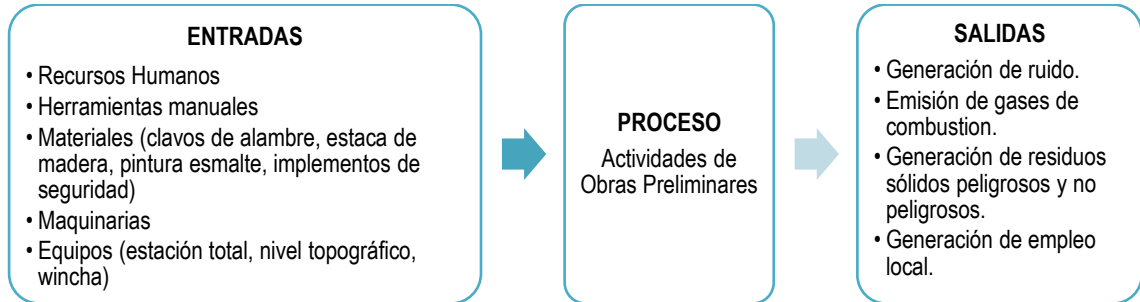 ENTRADAS
• Recursos Humanos
• Herramientas manuales
• Materiales (clavos de alambre, estaca de
madera, pintura esmalte, implementos de
seguridad)
• Maquinarias
• Equipos (estación total, nivel topográfico,
wincha)
PROCESO
Actividades de
Obras Preliminares
SALIDAS
• Generación de ruido.
• Emisión de gases de
combustion.
• Generación de residuos
sólidos peligrosos y no
peligrosos.
• Generación de empleo
local.